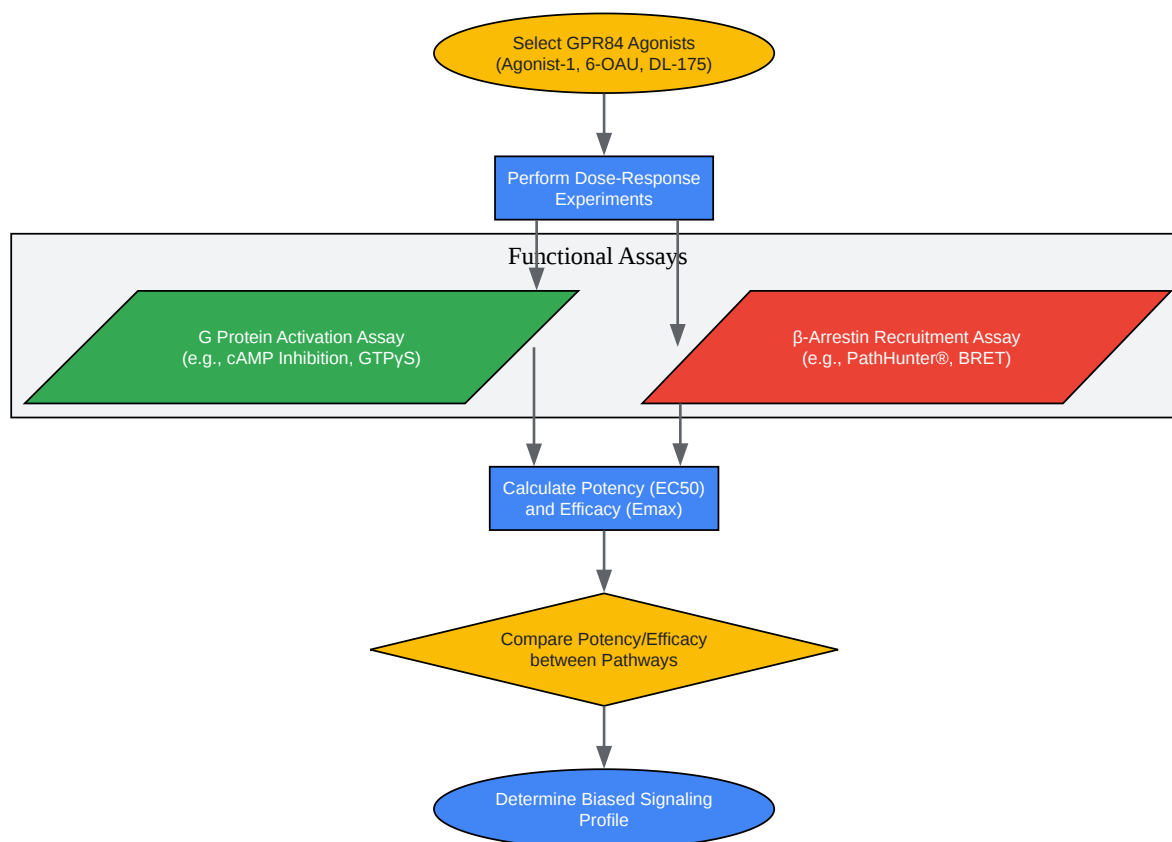 Select GPR84 Agonists
(Agonist-1, 6-OAU, DL-175)
Perform Dose-Response
Experiments
Functional Assays
G Protein Activation Assay
(e.g., cAMP Inhibition, GTPγS)
β-Arrestin Recruitment Assay
(e.g., PathHunter®, BRET)
Calculate Potency (EC50)
and Efficacy (Emax)
Compare Potency/Efficacy
between Pathways
Determine Biased Signaling
Profile